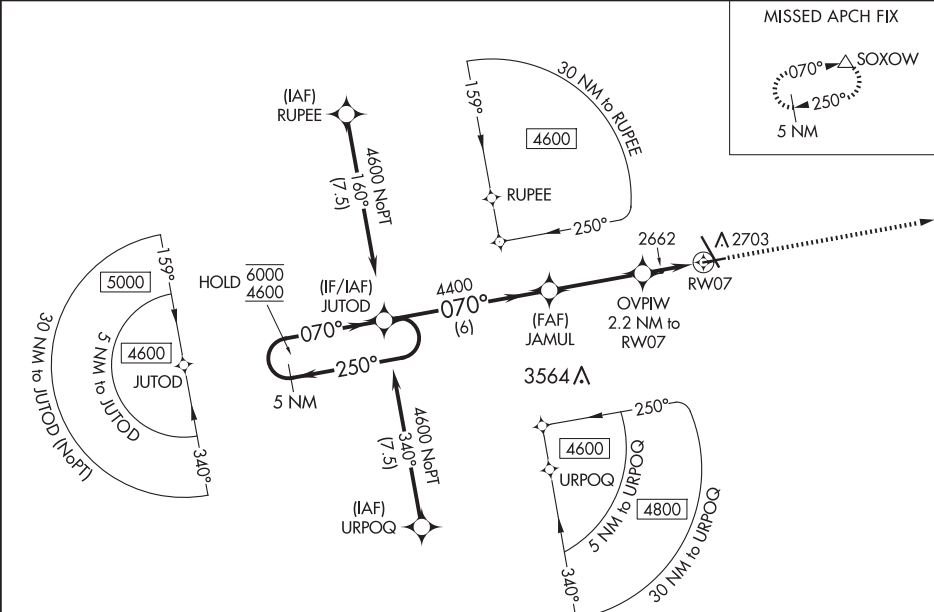 MISSED APCH FIX
070°
SOXOW
250°
5 NM
(IAF)
RUPEE
4600 NoPT
160°
(7.5)
159°
30 NM to RUPEE
4600
RUPEE
250°
159°
5000
4600
JUTOD
5 NM to JUTOD
30 NM to JUTOD (NoPT)
340°
HOLD
6000
4600
(IF/IAF)
JUTOD
070°
250°
5 NM
4400
070°
(6)
(FAF)
JAMUL
2662
OVPIW
2.2 NM to
RW07
2703
RW07
3564
4600 NoPT
340°
(7.5)
(IAF)
URPOQ
250°
4600
URPOQ
5 NM to URPOQ
4800
30 NM to URPOQ
340°